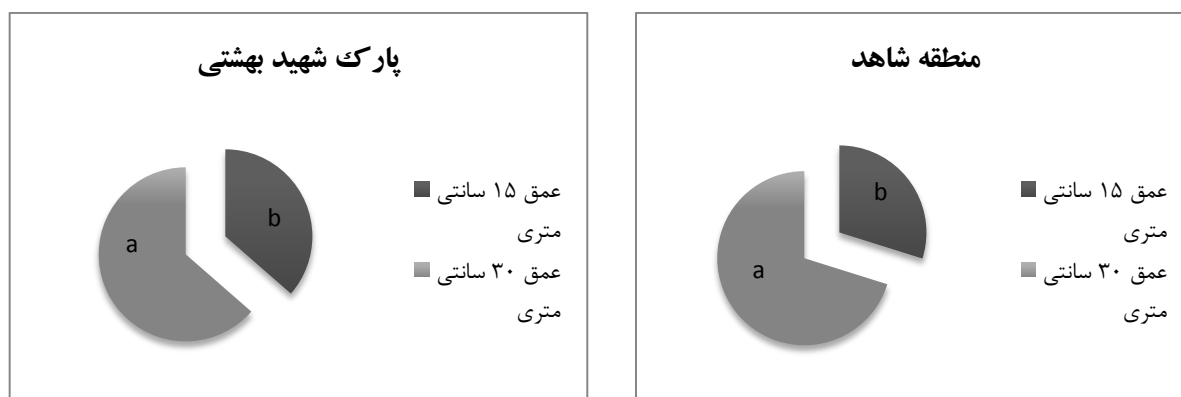 منطقه شاهد
b
a
عمق ۱۵ سانتی
متری
عمق ۳۰ سانتی
متری
پارک شهید بهشتی
b
a
عمق ۱۵ سانتی
متری
عمق ۳۰ سانتی
متری